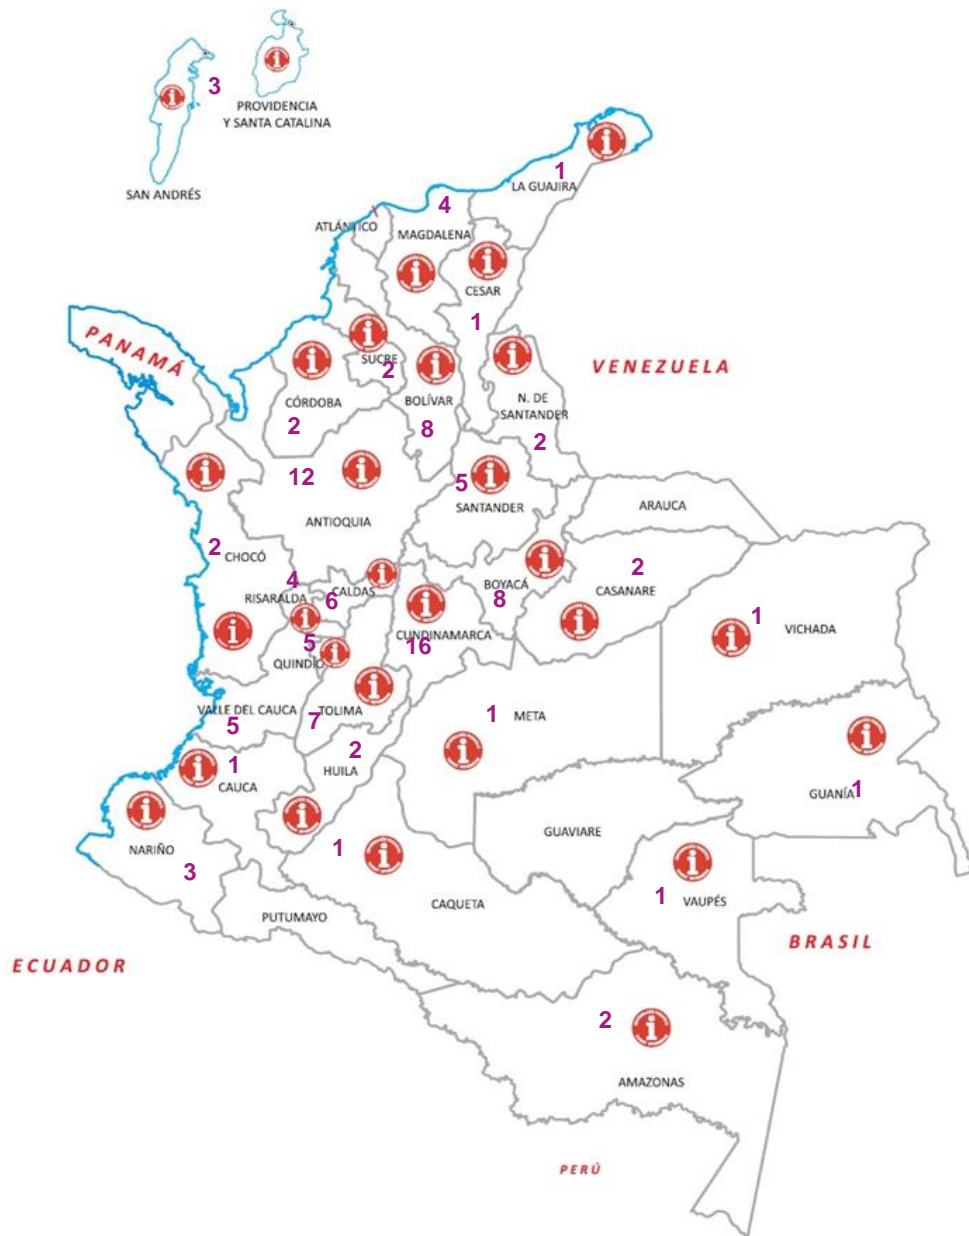 3
PROVIDENCIA
Y SANTA CATALINA
SAN ANDRÉS
1
LA GUAJIRA
4
ATLÁNTICO
MAGDALENA
CESAR
1
PANAMÁ
SUCRE
2
VENEZUELA
CÓRDOBA
2
BOLÍVAR
8
N. DE
SANTANDER
2
12
ANTIOQUIA
5
SANTANDER
ARAUCA
2
CHOCÓ
4
RISARALDA
CALDAS
6
BOYACÁ
8
2
CASANARE
CUNDINAMARCA
16
1
VICHADA
5
QUINDÍO
VALLE DEL CAUCA
5
TOLIMA
7
1
META
2
HUILA
1
CAUCA
GUANÍA
1
NARIÑO
3
1
CAQUETA
GUAVIARE
1
VAUPÉS
PUTUMAYO
BRASIL
ECUADOR
2
AMAZONAS
PERÚ